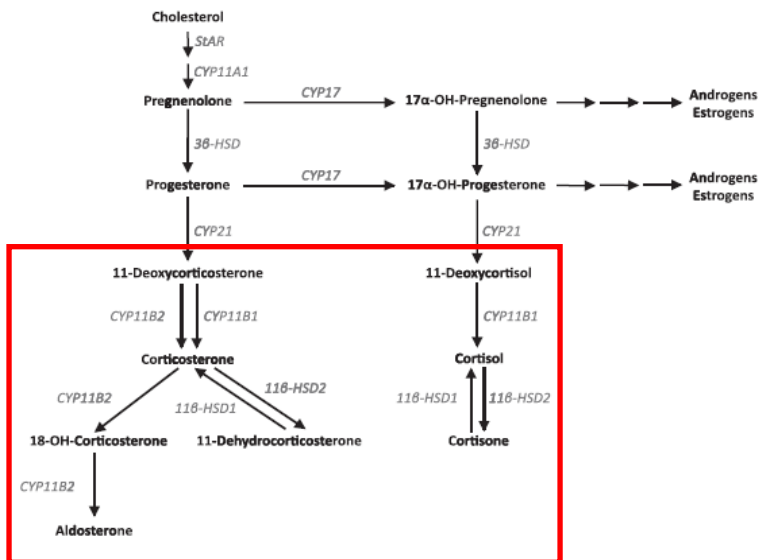 Cholesterol
StAR
CYP11A1
Pregnenolone
CYP17
17α-OH-Pregnenolone
Androgens
Estrogens
3β-HSD
3β-HSD
Progesterone
CYP17
17α-OH-Progesterone
Androgens
Estrogens
CYP21
CYP21
11-Deoxycorticosterone
11-Deoxycortisol
CYP11B2
CYP11B1
CYP11B1
Corticosterone
Cortisol
CYP11B2
11β-HSD1
11β-HSD2
11β-HSD1
11β-HSD2
18-OH-Corticosterone
11-Dehydrocorticosterone
Cortisone
CYP11B2
Aldosterone